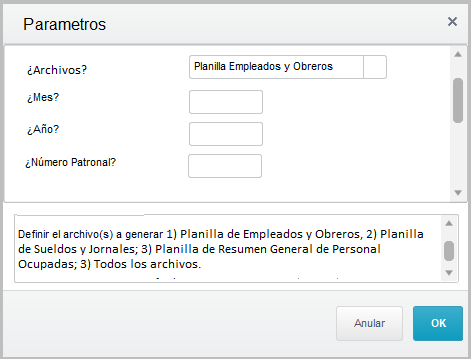 Parametros
¿Archivos?
Planilla Empleados y Obreros
¿Mes?
¿Año?
¿Número Patronal?
Definir el archivo(s) a generar 1) Planilla de Empleados y Obreros, 2) Planilla
de Sueldos y Jornales; 3) Planilla de Resumen General de Personal
Ocupadas; 3) Todos los archivos.
Anular
OK